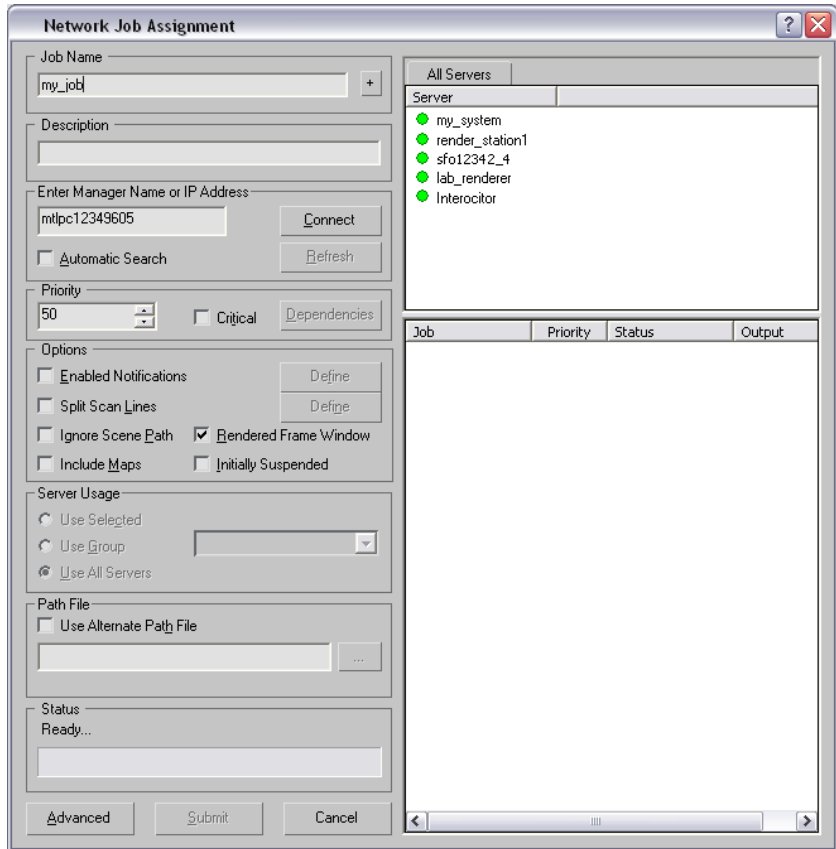 Network Job Assignment
?
Job Name
my_job
+
Description
Enter Manager Name or IP Address
mtlpc12349605
Connect
Automatic Search
Refresh
Priority
50
Critical
Dependencies
Options
Enabled Notifications
Define
Split Scan Lines
Define
Ignore Scene Path
Rendered Frame Window
Include Maps
Initially Suspended
Server Usage
Use Selected
Use Group
Use All Servers
Path File
Use Alternate Path File
...
Status
Ready...
Advanced
Submit
Cancel
All Servers
Server
my_system
render_station1
sfo12342_4
lab_renderer
Interocitor
Job Priority Status Output